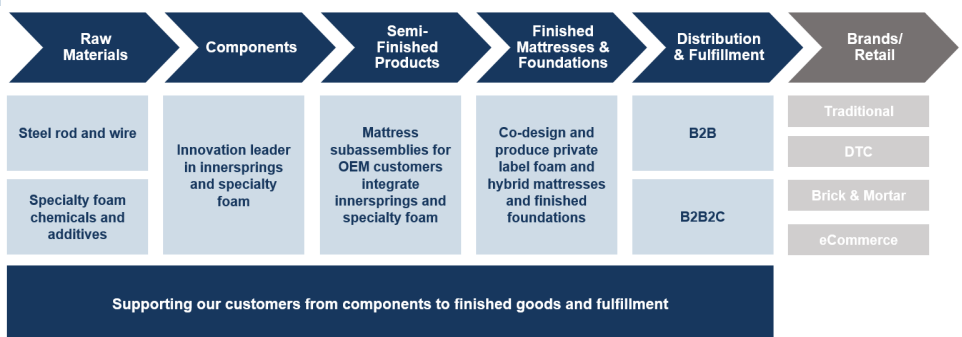 Raw
Materials
Components
Semi-
Finished
Products
Finished
Mattresses &
Foundations
Distribution
& Fulfillment
Brands/
Retail
Steel rod and wire
Specialty foam
chemicals and
additives
Innovation leader
in innersprings
and specialty
foam
Mattress
subassemblies for
OEM customers
integrate
innersprings and
specialty foam
Co-design and
produce private
label foam and
hybrid mattresses
and finished
foundations
B2B
B2B2C
Traditional
DTC
Brick & Mortar
eCommerce
Supporting our customers from components to finished goods and fulfillment